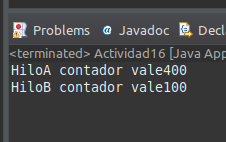 Problems @ Javadoc Decl
<terminated> Actividad16 [Java App
HiloA contador vale400
HiloB contador vale100